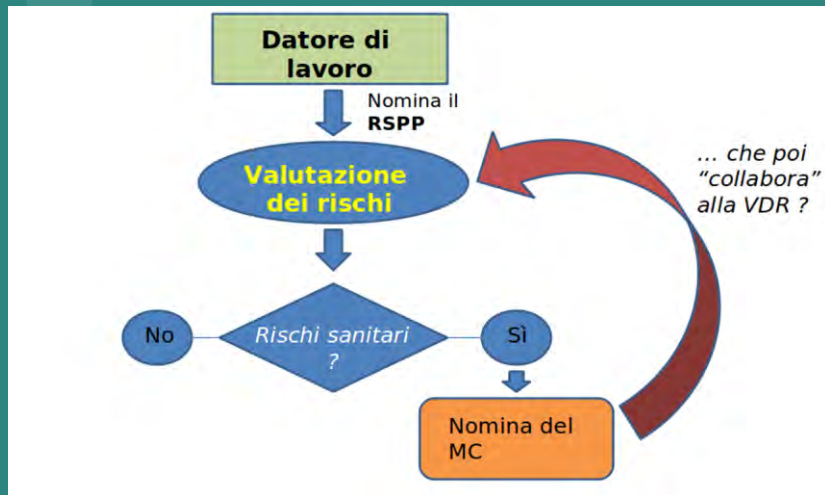 Datore di
lavoro
Nomina il
RSPP
Valutazione
dei rischi
… che poi
“collabora”
alla VDR ?
No
Rischi sanitari
?
Sì
Nomina del
MC